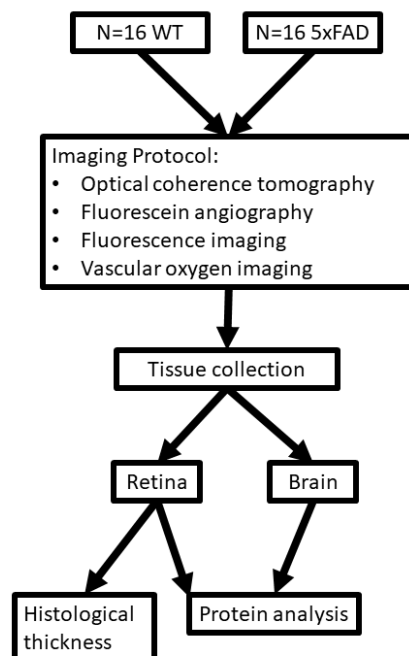 N=16 WT
N=16 5xFAD
Imaging Protocol:
• Optical coherence tomography
• Fluorescein angiography
• Fluorescence imaging
• Vascular oxygen imaging
Tissue collection
Retina
Brain
Histological
thickness
Protein analysis